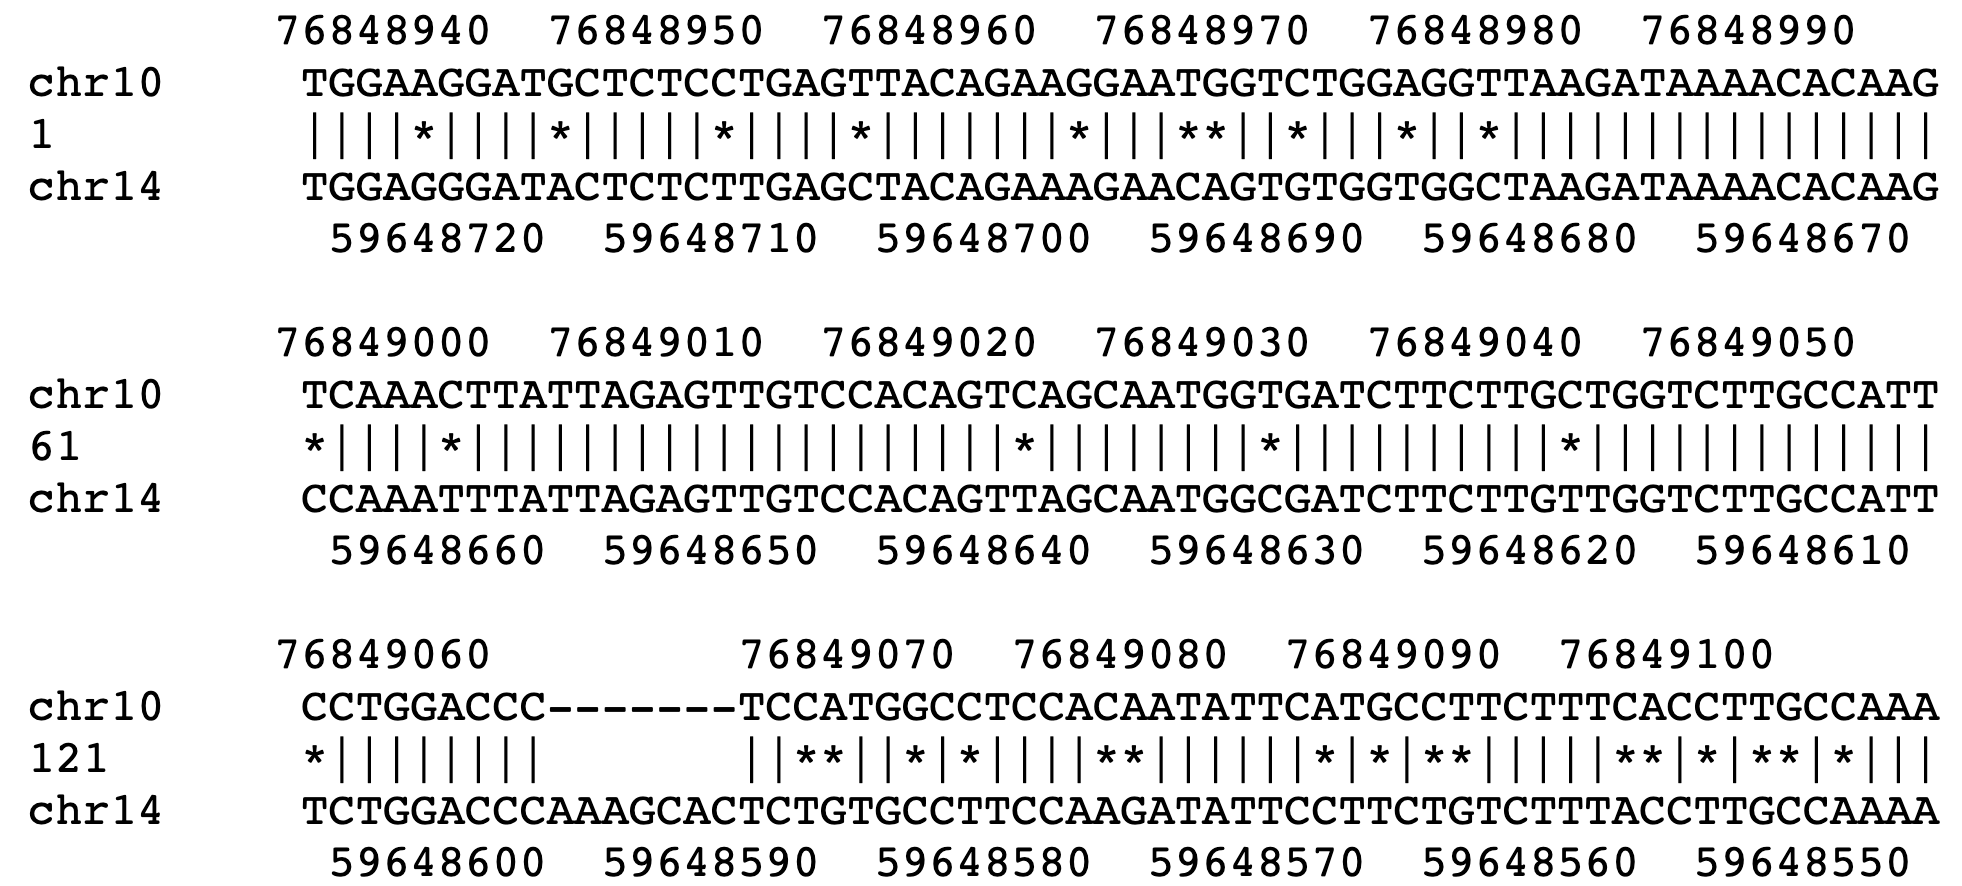 76848940 76848950 76848960 76848970 76848980 76848990
chr10 TGGAAGGATGCTCTCCTGAGTTACAGAAGGAATGGTCTGGAGGTTAAGATAAAACACAAG
1 ||||*||||*|||||*||||*|||||||*|||**||*|||*||*||||||||||||||||
chr14 TGGAGGGATACTCTCTTGAGCTACAGAAAGAACAGTGTGGTGGCTAAGATAAAACACAAG
59648720 59648710 59648700 59648690 59648680 59648670
76849000 76849010 76849020 76849030 76849040 76849050
chr10 TCAAACTTATTAGAGTTGTCCACAGTCAGCAATGGTGATCTTCTTGCTGGTCTTGCCATT
61 *||||*||||||||||||||||||||*||||||||*||||||||||*|||||||||||||
chr14 CCAAATTTATTAGAGTTGTCCACAGTTAGCAATGGCGATCTTCTTGTTGGTCTTGCCATT
59648660 59648650 59648640 59648630 59648620 59648610
76849060 76849070 76849080 76849090 76849100
chr10 CCTGGACCC-------TCCATGGCCTCCACAATATTCATGCCTTCTTTCACCTTGCCAAA
121 *||||||||       ||**||*|*||||**||||||*|*|**|||||**|*|**|*|||
chr14 TCTGGACCCAAAGCACTCTGTGCCTTCCAAGATATTCCTTCTGTCTTTACCTTGCCAAAA
59648600 59648590 59648580 59648570 59648560 59648550